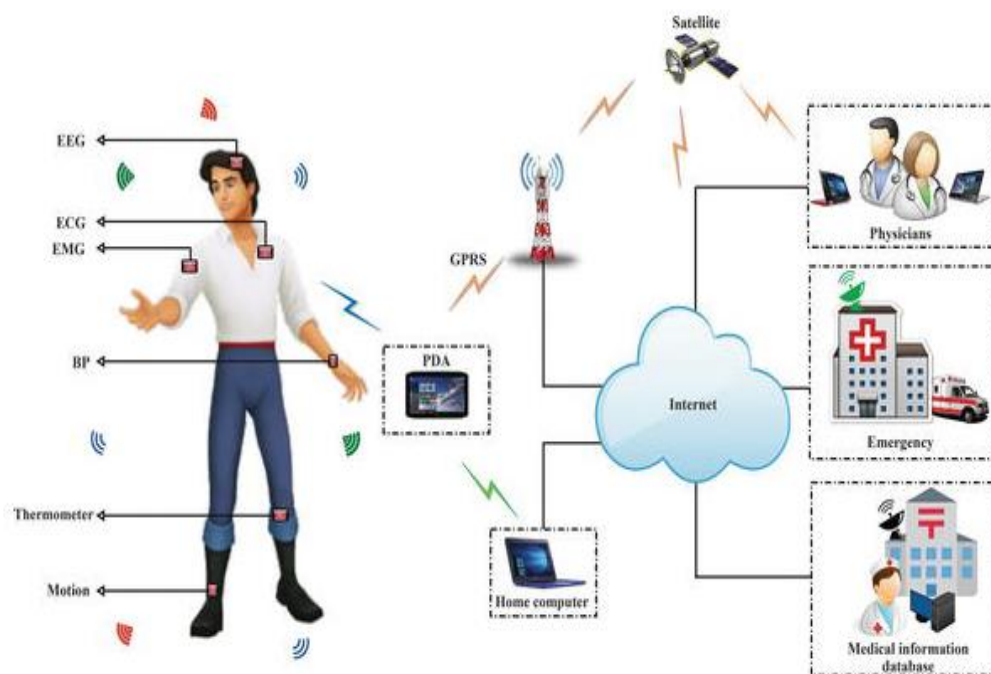 Satellite
EEG
ECG
EMG
GPRS
Physicians
BP
PDA
Internet
Emergency
Thermometer
Motion
Home computer
Medical information
database